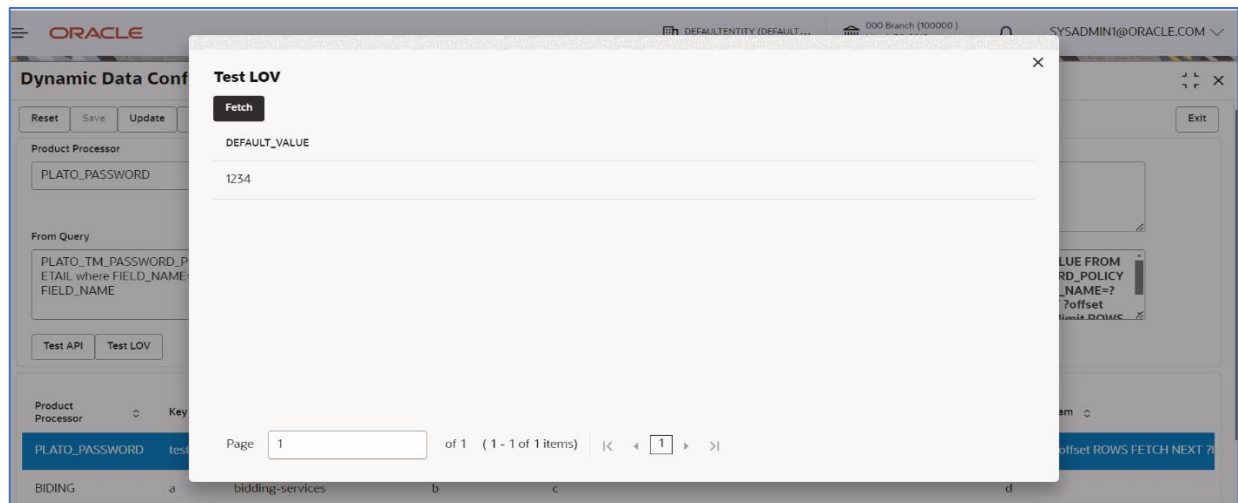 ORACLE
DEFAULTENTITY (DEFAULT...
000 Branch (100000 )
SYSADMIN1@ORACLE.COM
Dynamic Data Conf
Reset Save Update
Exit
Product Processor
PLATO_PASSWORD
From Query
PLATO_TM_PASSWORD_P
ETAIL where FIELD_NAME
FIELD_NAME
LUE FROM
RD_POLICY
_NAME=?
?offset
limit ROWS
Test API Test LOV
Test LOV
Fetch
DEFAULT_VALUE
1234
Page 1 of 1 (1 - 1 of 1 items) 1
Product
Processor
Key
am
PLATO_PASSWORD test offset ROWS FETCH NEXT ?l
BIDING a bidding-services b c d